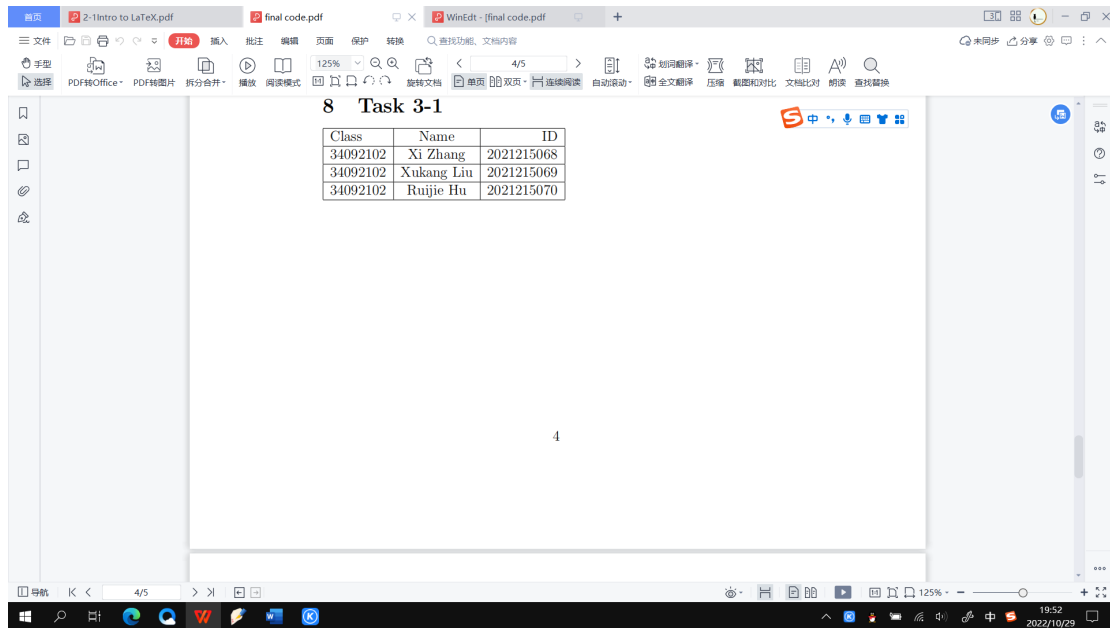 首页 2-1Intro to LaTeX.pdf final code.pdf WinEdt - [final code.pdf +
文件 开始 插入 批注 编辑 页面 保护 转换 查找功能、文档内容 未同步 分享
手型 125% 4/5 划词翻译
选择 PDF转Office PDF转图片 拆分合并 播放 阅读模式 旋转文档 单页 双页 连续阅读 自动滚动 全文翻译 压缩 截图和对比 文档比对 朗读 查找替换
8 Task 3-1
中
Class Name ID
34092102 Xi Zhang 2021215068
34092102 Xukang Liu 2021215069
34092102 Ruijie Hu 2021215070
4
导航 4/5 125%
中 19:52
2022/10/29